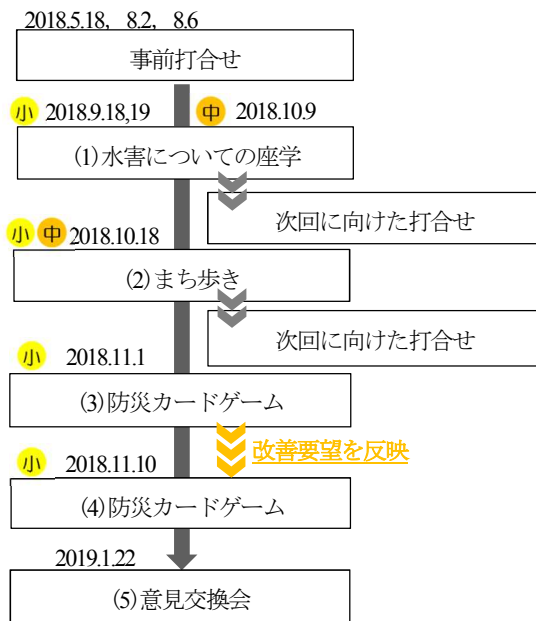 2018.5.18, 8.2, 8.6
事前打合せ
小 2018.9.18,19 中 2018.10.9
(1)水害についての座学
次回に向けた打合せ
小 中 2018.10.18
(2)まち歩き
次回に向けた打合せ
小 2018.11.1
(3)防災カードゲーム
改善要望を反映
小 2018.11.10
(4)防災カードゲーム
2019.1.22
(5)意見交換会